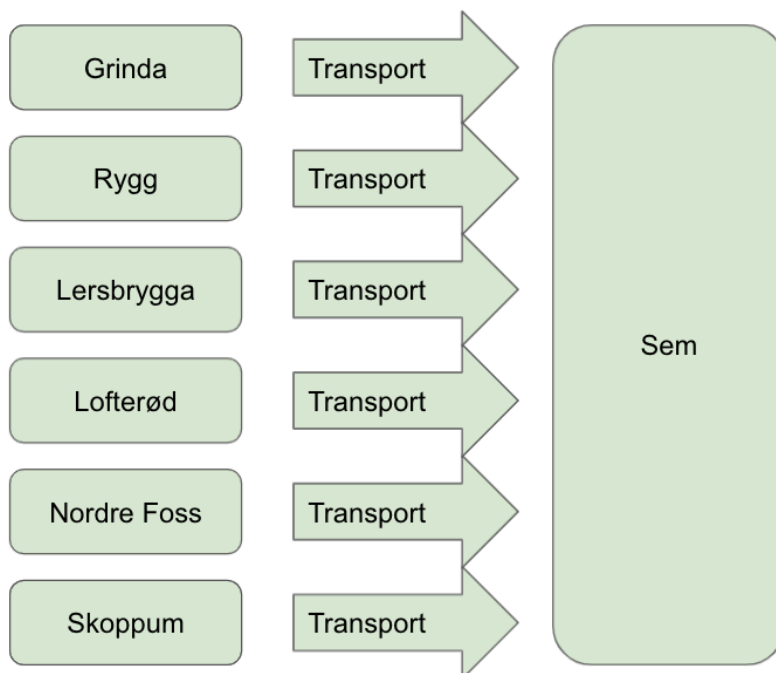 Grinda
Transport
Rygg
Transport
Lersbrygga
Transport
Sem
Lofterød
Transport
Nordre Foss
Transport
Skoppum
Transport